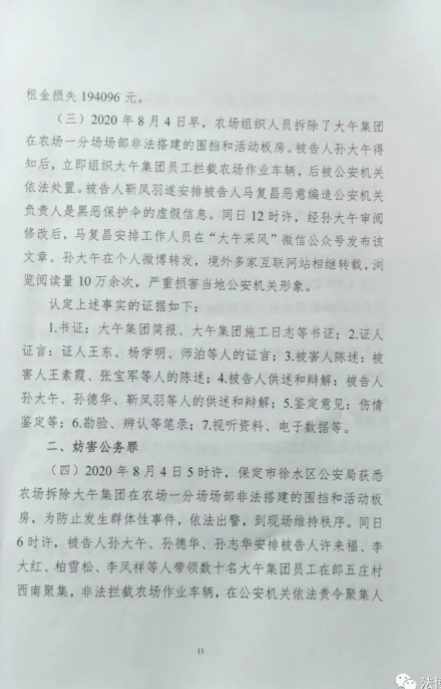 租金损失 194096 元。
（三）2020 年 8 月 4 日早，农场组织人员拆除了大午集团
在农场一分场场部非法搭建的围挡和活动板房。被告人孙大午得
知后，立即组织大午集团员工拦截农场作业车辆，后被公安机关
依法处置。被告人靳凤羽遂安排被告人马复昌恶意编造公安机关
负责人是黑恶保护伞的虚假信息。同日 12 时许，经孙大午审阅
修改后，马复昌安排工作人员在“大午采风”微信公众号发布该
文章。孙大午在个人微博转发，境外多家互联网站相继转载，浏
览阅读量 10 万余次，严重损害当地公安机关形象。
认定上述事实的证据如下：
1.书证：大午集团简报、大午集团施工日志等书证；2.证人
证言：证人王东、杨学明、师泊等人的证言；3.被害人陈述：被
害人王素霞、张宝军等人的陈述；4.被告人供述和辩解：被告人
孙大午、孙德华、靳凤羽等人的供述和辩解；5.鉴定意见：伤情
鉴定等；6.勘验、辨认等笔录；7.视听资料、电子数据等。
二、妨害公务罪
（四）2020 年 8 月 4 日 5 时许，保定市徐水区公安局获悉
农场拆除大午集团在农场一分场场部非法搭建的围挡和活动板
房，为防止发生群体性事件，依法出警，到现场维持秩序。同日
6 时许，被告人孙大午、孙德华、孙志华安排被告人许来福、李
大红、柏雪松、李凤祥等人带领数十名大午集团员工在郎五庄村
西南聚集，非法拦截农场作业车辆，在公安机关依法责令聚集人
11